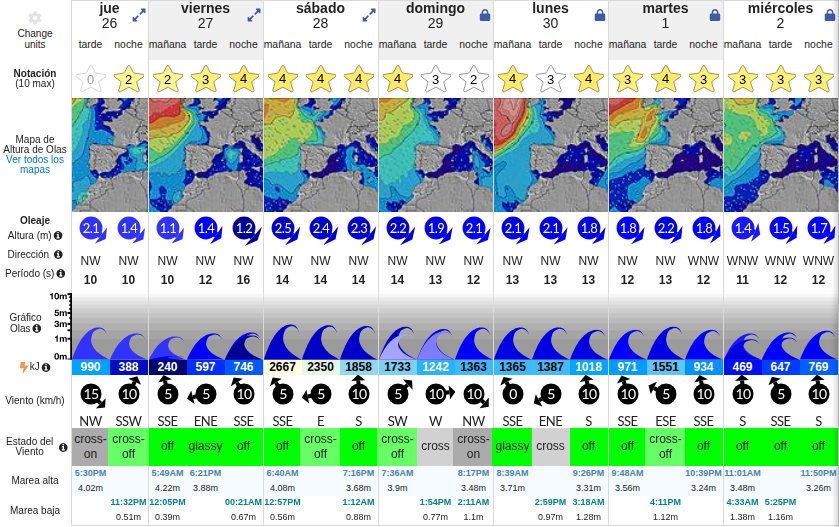 jue viernes sábado domingo lunes martes miércoles
26 27 28 29 30 1 2
Change
units
tarde noche mañana tarde noche mañana tarde noche mañana tarde noche mañana tarde noche mañana tarde noche mañana tarde noche
Notación
(10 max)
0 2 2 3 4 4 4 4 4 3 2 4 3 4 3 4 3 3 3 3
Mapa de
Altura de Olas
Ver todos los
mapas
Oleaje
Altura (m)
2.1 1.4 1.1 1.4 1.2 2.5 2.4 2.3 2.2 1.9 2.1 2.1 2.1 1.8 1.8 2.2 1.8 1.4 1.5 1.7
Dirección
NW NW NW NW NW NW NW NW NW NW NW NW NW NW NW NW WNW WNW WNW WNW
Período (s)
10 10 10 12 16 14 14 14 14 13 12 13 13 12 12 13 12 11 12 12
Gráfico
Olas
10m
5m
3m
1m
0m
kJ
990 388 240 597 746 2667 2350 1858 1733 1242 1363 1365 1387 1018 971 1551 934 469 647 769
Viento (km/h)
15 10 5 5 10 5 5 10 5 10 10 0 5 10 10 5 10 10 10 10
NW SSW SSE ENE SSE SSE E S SW W NW SSE ENE S SSE ESE SSE S SSE S
Estado del
Viento
cross-on cross-off off glassy off off cross-off off cross-off cross cross-on glassy cross off off cross-off off off off off
Marea alta
5:30PM 5:49AM 6:21PM 6:40AM 7:16PM 7:36AM 8:17PM 8:39AM 9:26PM 9:48AM 10:39PM 11:01AM 11:50PM
4.02m 4.22m 3.88m 4.08m 3.68m 3.9m 3.48m 3.71m 3.31m 3.56m 3.24m 3.48m 3.26m
Marea baja
11:32PM 12:05PM 00:21AM 12:57PM 1:12AM 1:54PM 2:11AM 2:59PM 3:18AM 4:11PM 4:33AM 5:25PM
0.51m 0.39m 0.67m 0.56m 0.88m 0.77m 1.1m 0.97m 1.28m 1.12m 1.38m 1.16m